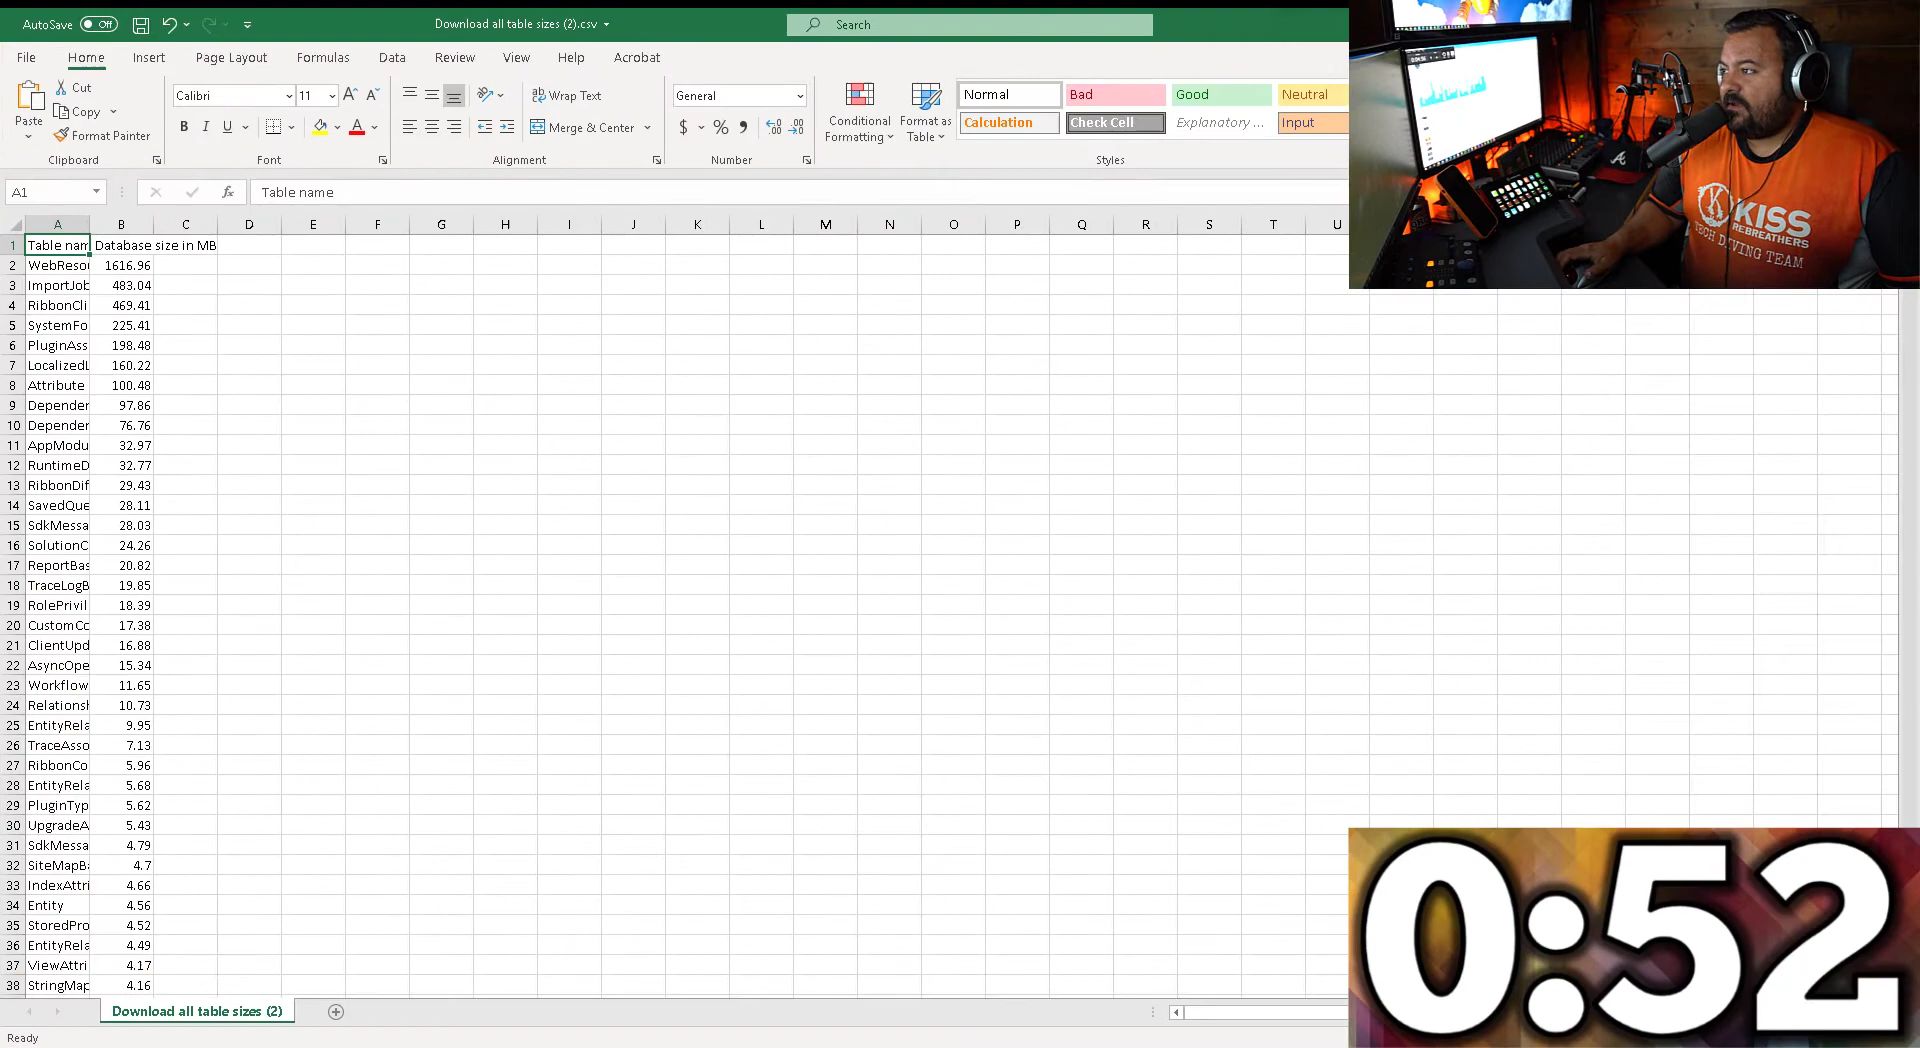 AutoSave Off Download all table sizes (2).csv Search
File Home Insert Page Layout Formulas Data Review View Help Acrobat
Paste Cut
Copy
Format Painter
Clipboard
Calibri 11
B I U
Font
Wrap Text
Merge & Center
Alignment
General
$ % 9
Number
Conditional Formatting
Format as Table
Normal Bad Good Neutral
Calculation Check Cell Explanatory ... Input
Styles
A1 fx Table name
A B C D E F G H I J K L M N O P Q R S T U
1 Table nam Database size in MB
2 WebResou 1616.96
3 ImportJob 483.04
4 RibbonCli 469.41
5 SystemFo 225.41
6 PluginAss 198.48
7 LocalizedL 160.22
8 Attribute 100.48
9 Depender 97.86
10 Depender 76.76
11 AppModu 32.97
12 RuntimeD 32.77
13 RibbonDif 29.43
14 SavedQue 28.11
15 SdkMessa 28.03
16 SolutionC 24.26
17 ReportBas 20.82
18 TraceLogB 19.85
19 RolePrivil 18.39
20 CustomCo 17.38
21 ClientUpd 16.88
22 AsyncOpe 15.34
23 Workflow 11.65
24 Relationsh 10.73
25 EntityRela 9.95
26 TraceAsso 7.13
27 RibbonCo 5.96
28 EntityRela 5.68
29 PluginTyp 5.62
30 UpgradeA 5.43
31 SdkMessa 4.79
32 SiteMapBa 4.7
33 IndexAttri 4.66
34 Entity 4.56
35 StoredPro 4.52
36 EntityRela 4.49
37 ViewAttri 4.17
38 StringMap 4.16
Download all table sizes (2)
Ready
KISS
REBREATHERS
TECH DIVING TEAM
0:52